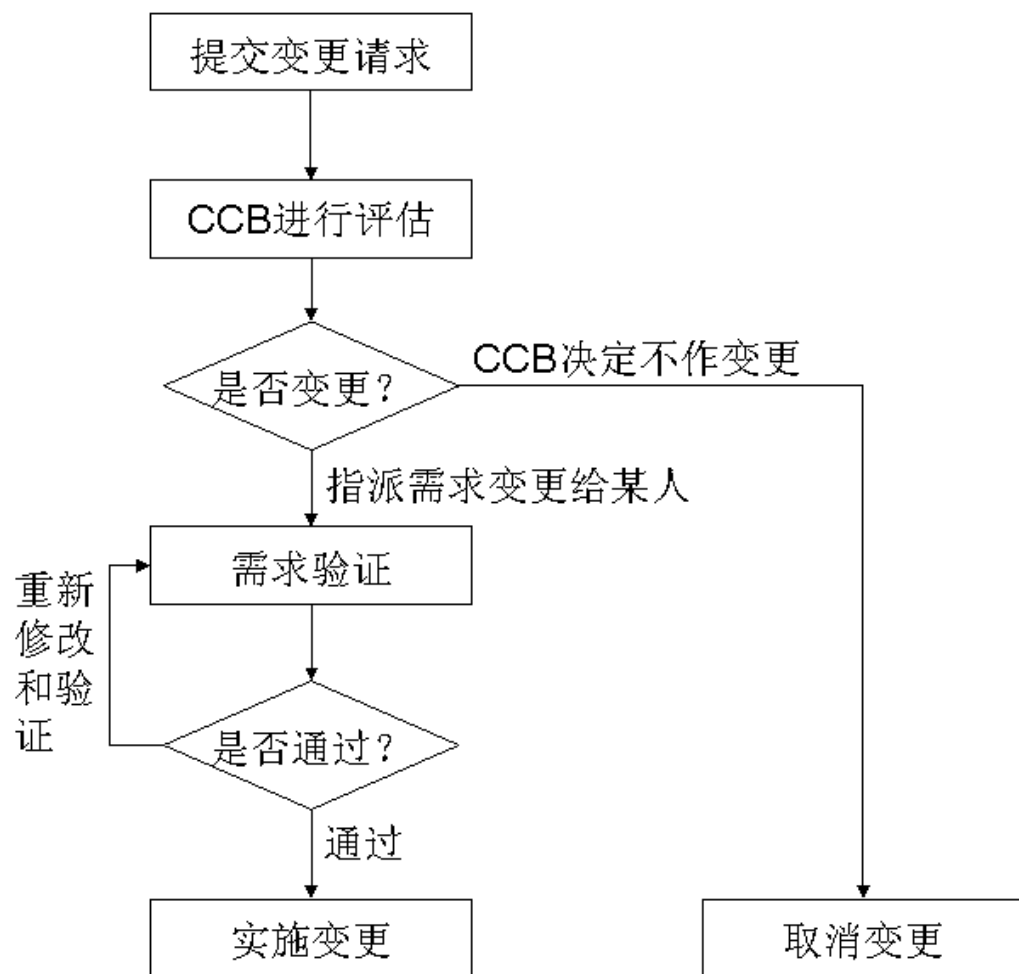 提交变更请求
CCB进行评估
CCB决定不作变更
是否变更？
指派需求变更给某人
需求验证
重新
修改
和验
证
是否通过？
通过
实施变更
取消变更